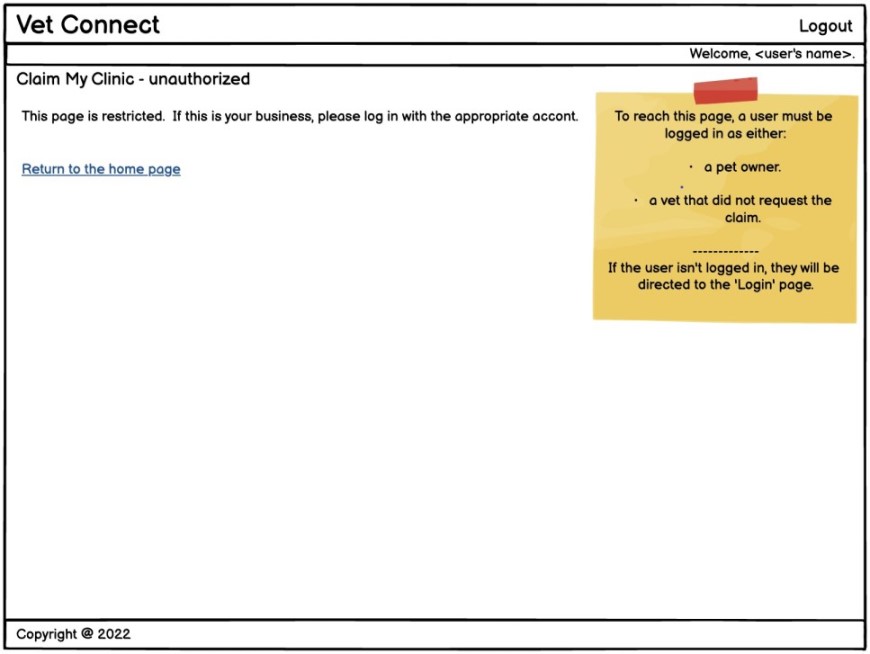 Vet Connect
Logout
Welcome, <user's name>.
Claim My Clinic - unauthorized
This page is restricted.  If this is your business, please log in with the appropriate accont.
Return to the home page
To reach this page, a user must be
logged in as either:
· a pet owner.
· a vet that did not request the
claim.
-------------
If the user isn't logged in, they will be
directed to the 'Login' page.
Copyright @ 2022